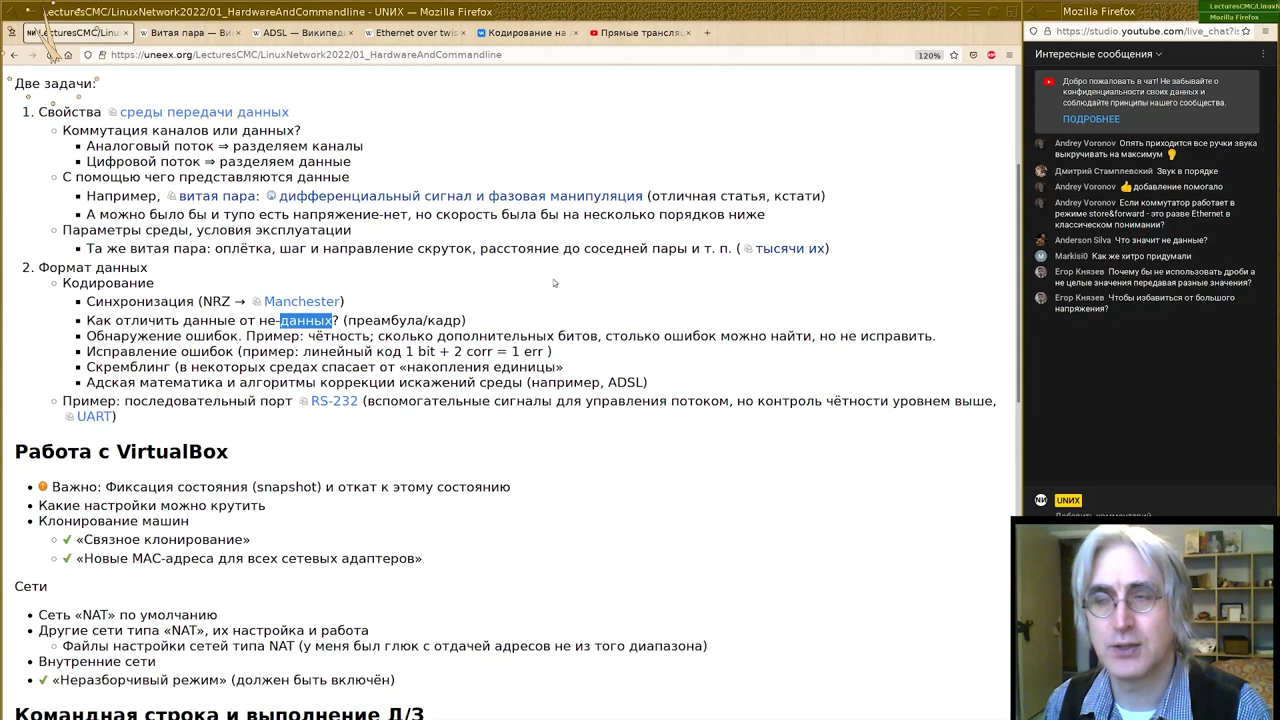 LecturesCMC/LinuxNetwork2022/01_HardwareAndCommandline - UNИX — Mozilla Firefox
LecturesCMC/Linu
Витая пара — Ви
ADSL — Википед
Ethernet over twis
Кодирование на
Прямые трансляц
https://uneex.org/LecturesCMC/LinuxNetwork2022/01_HardwareAndCommandline
120%
Две задачи:
1. Свойства среды передачи данных
Коммутация каналов или данных?
Аналоговый поток ⇒ разделяем каналы
Цифровой поток ⇒ разделяем данные
С помощью чего представляются данные
Например, витая пара: дифференциальный сигнал и фазовая манипуляция (отличная статья, кстати)
А можно было бы и тупо есть напряжение-нет, но скорость была бы на несколько порядков ниже
Параметры среды, условия эксплуатации
Та же витая пара: оплётка, шаг и направление скруток, расстояние до соседней пары и т. п. ( тысячи их)
2. Формат данных
Кодирование
Синхронизация (NRZ → Manchester)
Как отличить данные от не-данных? (преамбула/кадр)
Обнаружение ошибок. Пример: чётность; сколько дополнительных битов, столько ошибок можно найти, но не исправить.
Исправление ошибок (пример: линейный код 1 bit + 2 corr = 1 err )
Скремблинг (в некоторых средах спасает от «накопления единицы»
Адская математика и алгоритмы коррекции искажений среды (например, ADSL)
Пример: последовательный порт RS-232 (вспомогательные сигналы для управления потоком, но контроль чётности уровнем выше,
UART)
Работа с VirtualBox
Важно: Фиксация состояния (snapshot) и откат к этому состоянию
Какие настройки можно крутить
Клонирование машин
«Связное клонирование»
«Новые MAC-адреса для всех сетевых адаптеров»
Сети
Сеть «NAT» по умолчанию
Другие сети типа «NAT», их настройка и работа
Файлы настройки сетей типа NAT (у меня был глюк с отдачей адресов не из того диапазона)
Внутренние сети
«Неразборчивый режим» (должен быть включён)
Командная строка и выполнение Д/З
Mozilla Firefox
LecturesCMC/LinuxN
Mozilla Firefox
https://studio.youtube.com/live_chat?is
Интересные сообщения
Добро пожаловать в чат! Не забывайте о
конфиденциальности своих данных и
соблюдайте принципы нашего сообщества.
ПОДРОБНЕЕ
Andrey Voronov Опять приходится все ручки звука
выкручивать на максимум
Дмитрий Стамплевский Звук в порядке
Andrey Voronov добавление помогало
Andrey Voronov Если коммутатор работает в
режиме store&forward - это разве Ethernet в
классическом понимании?
Anderson Silva Что значит не данные?
Markisi0 Как же хитро придумали
Егор Князев Почему бы не использовать дроби а
не целые значения передавая разные значения?
Егор Князев Чтобы избавиться от большого
напряжения?
UNИX